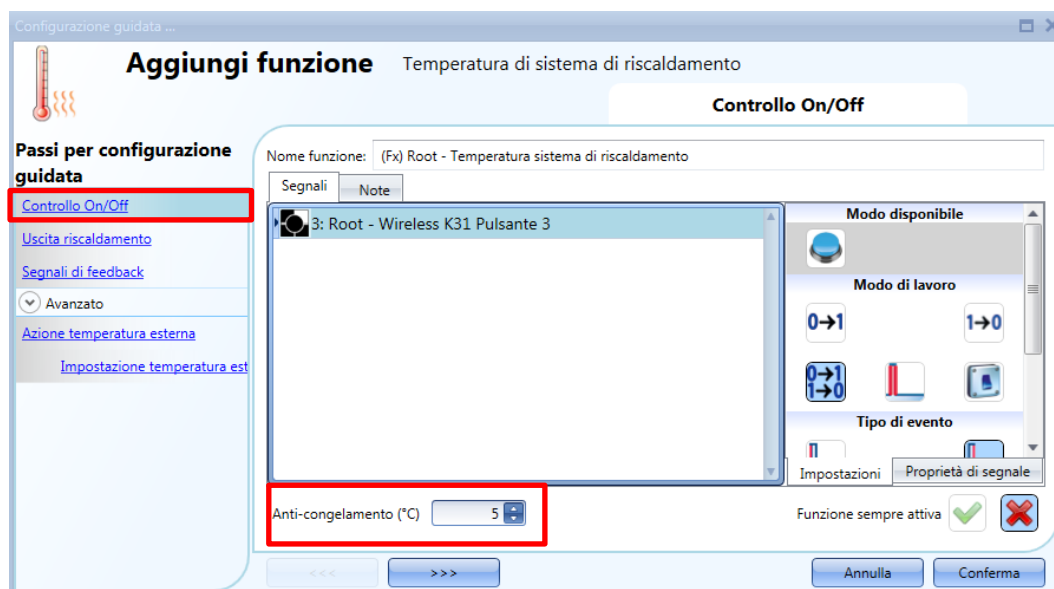 Configurazione guidata ...
Aggiungi funzione
Temperatura di sistema di riscaldamento
Controllo On/Off
Passi per configurazione
guidata
Controllo On/Off
Uscita riscaldamento
Segnali di feedback
Avanzato
Azione temperatura esterna
Impostazione temperatura est
Nome funzione: (Fx) Root - Temperatura sistema di riscaldamento
Segnali Note
3: Root - Wireless K31 Pulsante 3
Modo disponibile
Modo di lavoro
0→1 1→0
0→1
1→0
Tipo di evento
Impostazioni Proprietà di segnale
Anti-congelamento (°C) 5
Funzione sempre attiva
<<< >>> Annulla Conferma